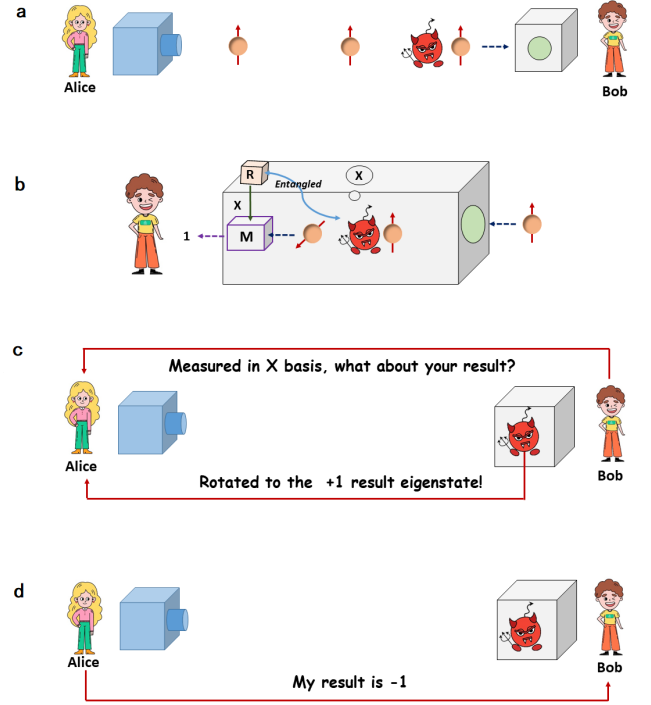 a
Alice
Bob
b
R
X
Entangled
X
M
1
c
Measured in X basis, what about your result?
Alice
Bob
Rotated to the +1 result eigenstate!
d
Alice
Bob
My result is -1